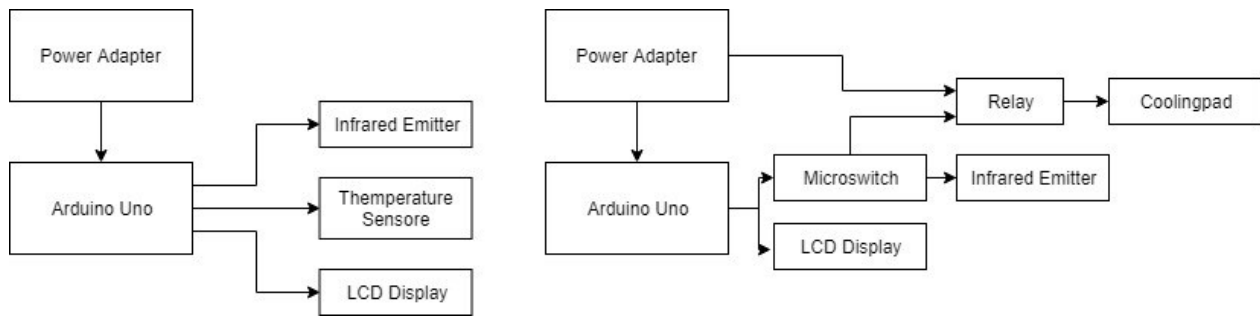 Power Adapter
Infrared Emitter
Arduino Uno
Themperature
Sensore
LCD Display
Power Adapter
Relay
Coolingpad
Microswitch
Infrared Emitter
Arduino Uno
LCD Display